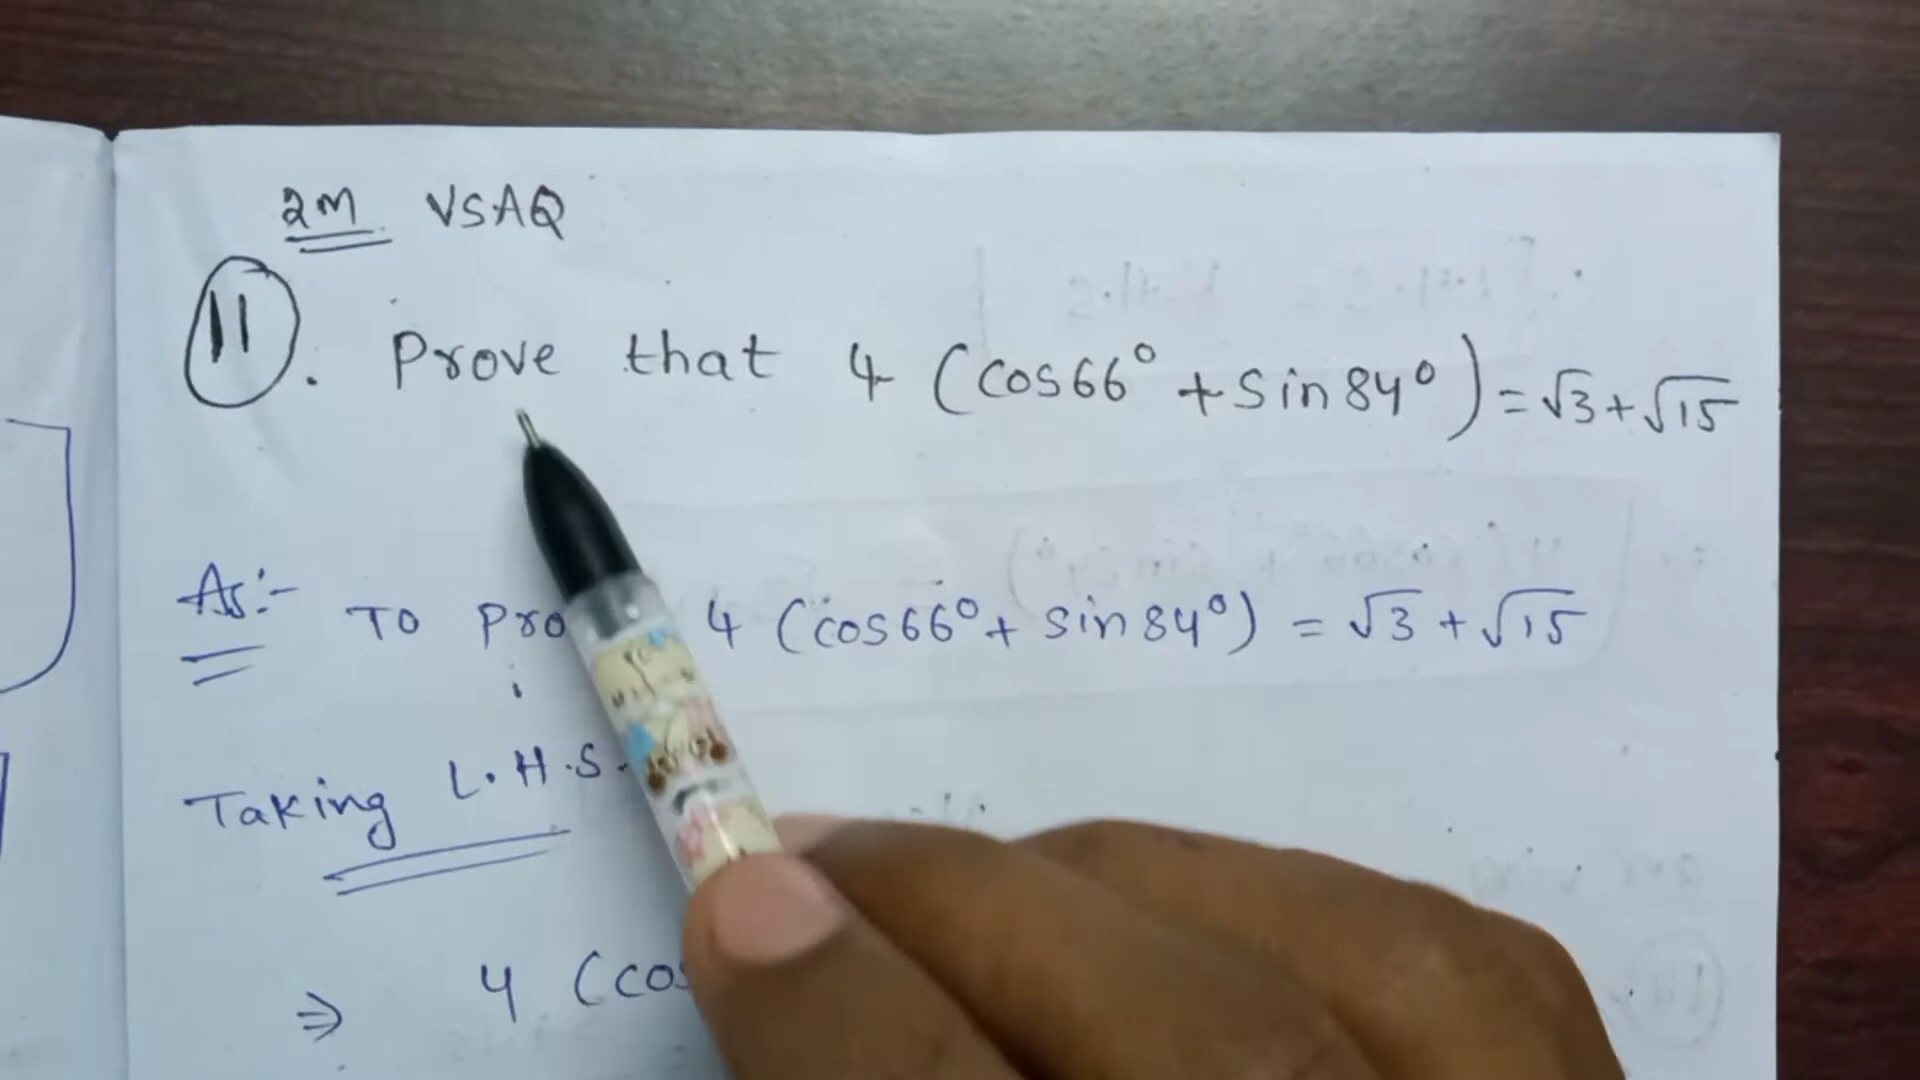 2M VSAQ
11. Prove that 4 (cos66° + Sin84°) = √3 + √15
As:- TO Pro 4 (cos66° + sin84°) = √3 + √15
Taking L.H.S.
⇒ 4 (cos